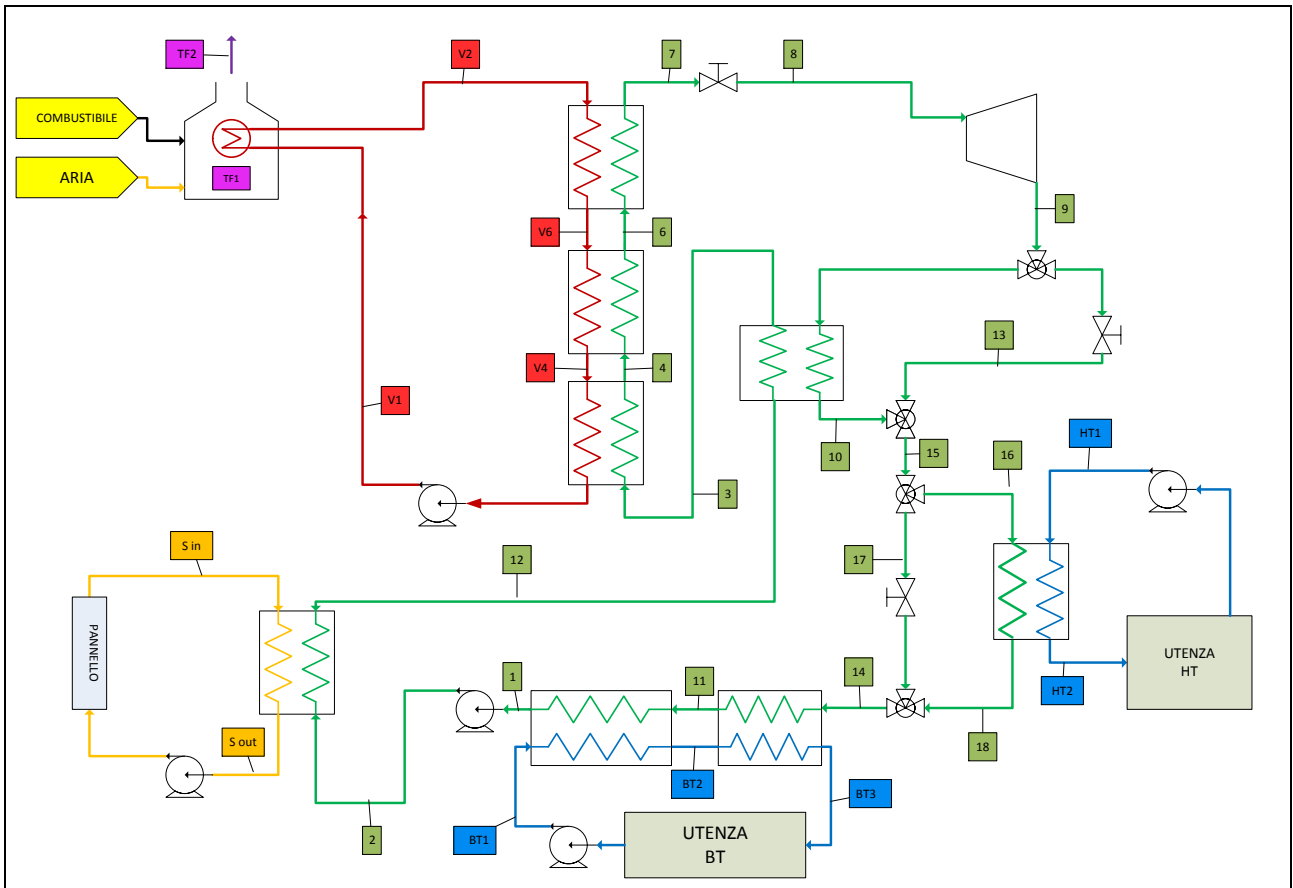 TF2
V2
7
8
COMBUSTIBILE
ARIA
TF1
9
V6
6
13
V4
4
V1
10
15
16
HT1
3
S in
12
17
PANNELLO
UTENZA
HT
1
11
14
HT2
S out
18
BT2
BT3
2
BT1
UTENZA
BT